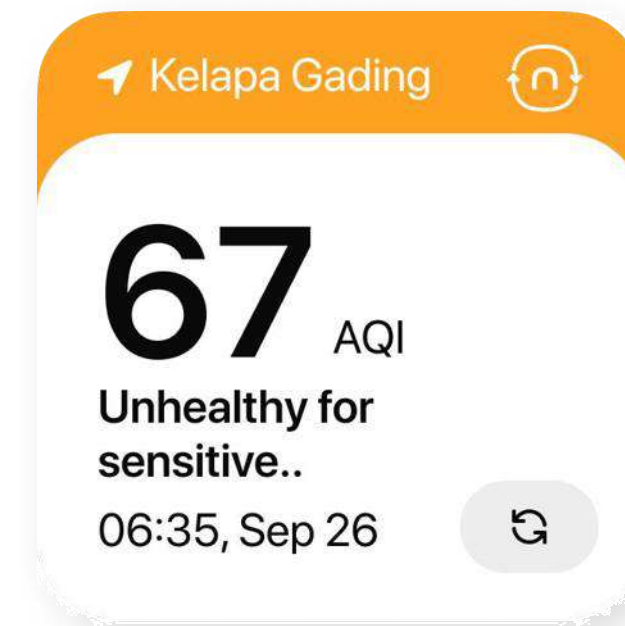 Kelapa Gading
67 AQI
Unhealthy for
sensitive..
06:35, Sep 26